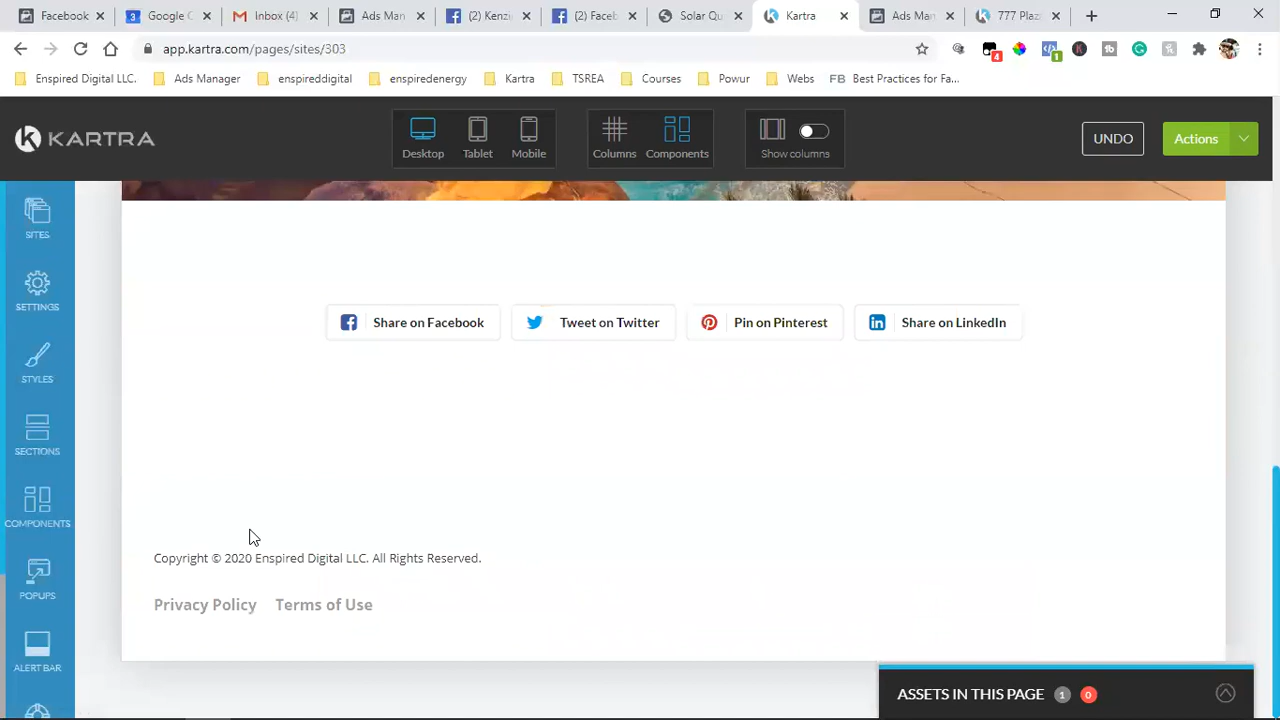 Facebook
3 Google C
Inbox (4)
Ads Man
(2) Kenzi
(2) Faceb
Solar Qu
Kartra
Ads Man
777 Plaz
app.kartra.com/pages/sites/303
4
1
Enspired Digital LLC.
Ads Manager
enspireddigital
enspiredenergy
Kartra
TSREA
Courses
Powur
Webs
FB Best Practices for Fa...
KARTRA
Desktop
Tablet
Mobile
Columns
Components
Show columns
UNDO
Actions
SITES
SETTINGS
STYLES
SECTIONS
COMPONENTS
POPUPS
ALERT BAR
Share on Facebook
Tweet on Twitter
Pin on Pinterest
Share on LinkedIn
Copyright © 2020 Enspired Digital LLC. All Rights Reserved.
Privacy Policy
Terms of Use
ASSETS IN THIS PAGE 1 0